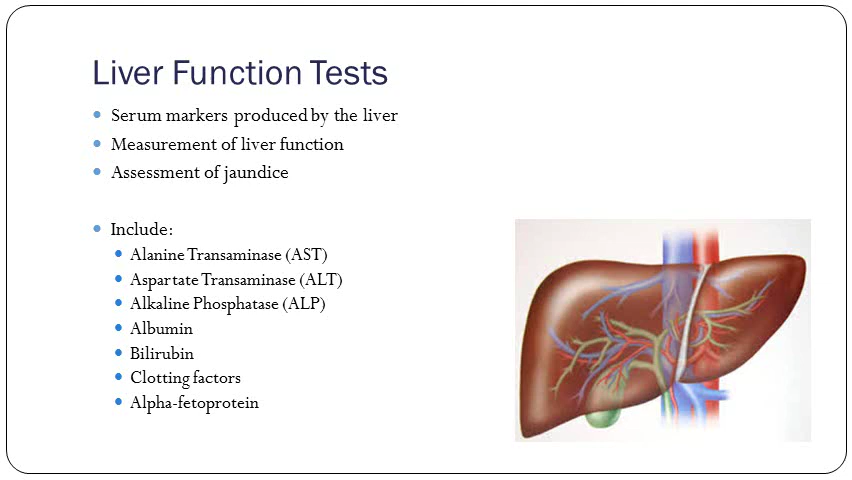 Liver Function Tests
Serum markers produced by the liver
Measurement of liver function
Assessment of jaundice
Include:
Alanine Transaminase (AST)
Aspartate Transaminase (ALT)
Alkaline Phosphatase (ALP)
Albumin
Bilirubin
Clotting factors
Alpha-fetoprotein